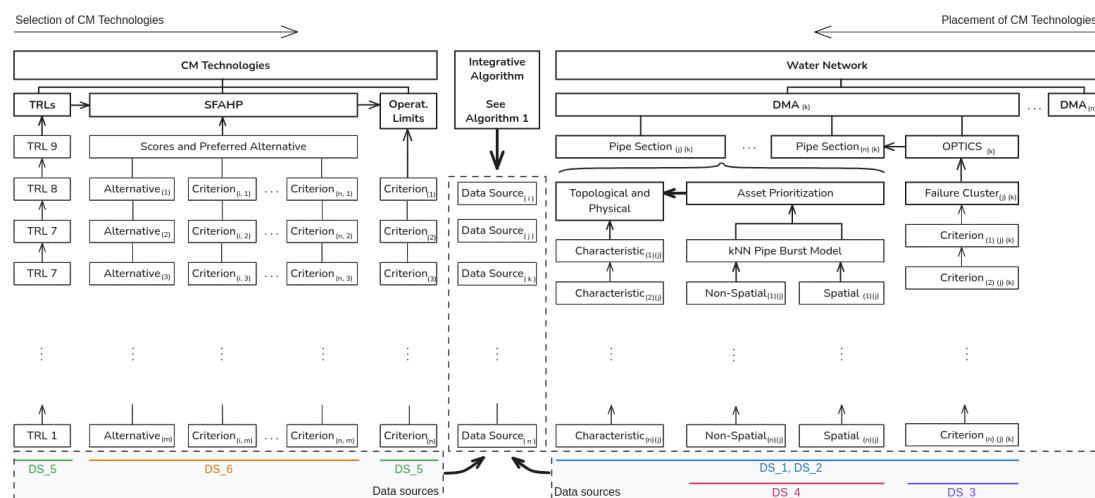 Selection of CM Technologies
Placement of CM Technologies
CM Technologies
Integrative
Algorithm
See
Algorithm 1
Water Network
TRLs
SFAHP
Operat.
Limits
DMA (k)
...
DMA (n)
TRL 9
Scores and Preferred Alternative
Pipe Section (j) (k)
...
Pipe Section (n) (k)
OPTICS (k)
TRL 8
Alternative (1)
Criterion (i, 1)
...
Criterion (n, 1)
Criterion (1)
Data Source ( i )
Topological and
Physical
Asset Prioritization
Failure Cluster (j) (k)
TRL 7
Alternative (2)
Criterion (i, 2)
...
Criterion (n, 2)
Criterion (2)
Data Source ( j )
Characteristic (1)(j)
kNN Pipe Burst Model
Criterion (1) (j) (k)
TRL 7
Alternative (3)
Criterion (i, 3)
...
Criterion (n, 3)
Criterion (3)
Data Source ( k )
Characteristic (2)(j)
Non-Spatial (1)(j)
Spatial (1)(j)
Criterion (2) (j) (k)
TRL 1
Alternative (m)
Criterion (i, m)
...
Criterion (n, m)
Criterion (n)
Data Source ( n )
Characteristic (n)(j)
Non-Spatial (n)(j)
Spatial (n)(j)
Criterion (n) (j) (k)
DS_5
DS_6
DS_5
DS_1, DS_2
Data sources
Data sources
DS_4
DS_3